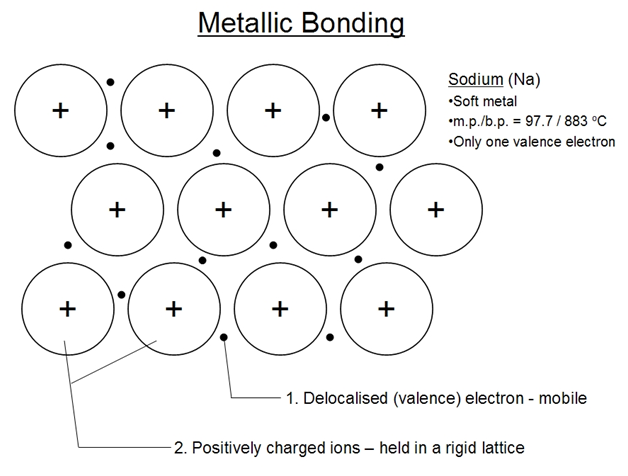 Metallic Bonding
Sodium (Na)
•Soft metal
•m.p./b.p. = 97.7 / 883 ºC
•Only one valence electron
+ + + +
+ + + +
+ + + +
1. Delocalised (valence) electron - mobile
2. Positively charged ions – held in a rigid lattice